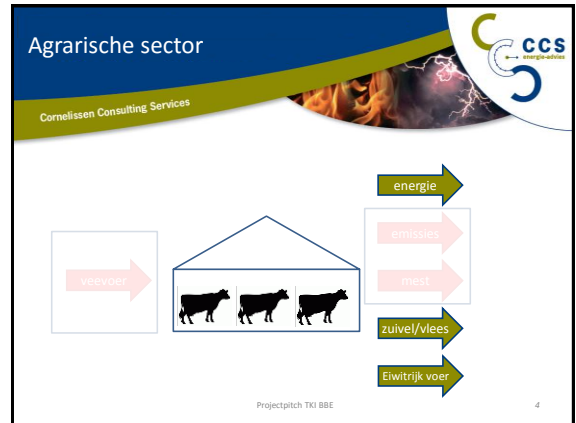 Agrarische sector
CCS
energie-advies
Cornelissen Consulting Services
energie
emissies
veevoer
mest
zuivel/vlees
Eiwitrijk voer
Projectpitch TKI BBE
4